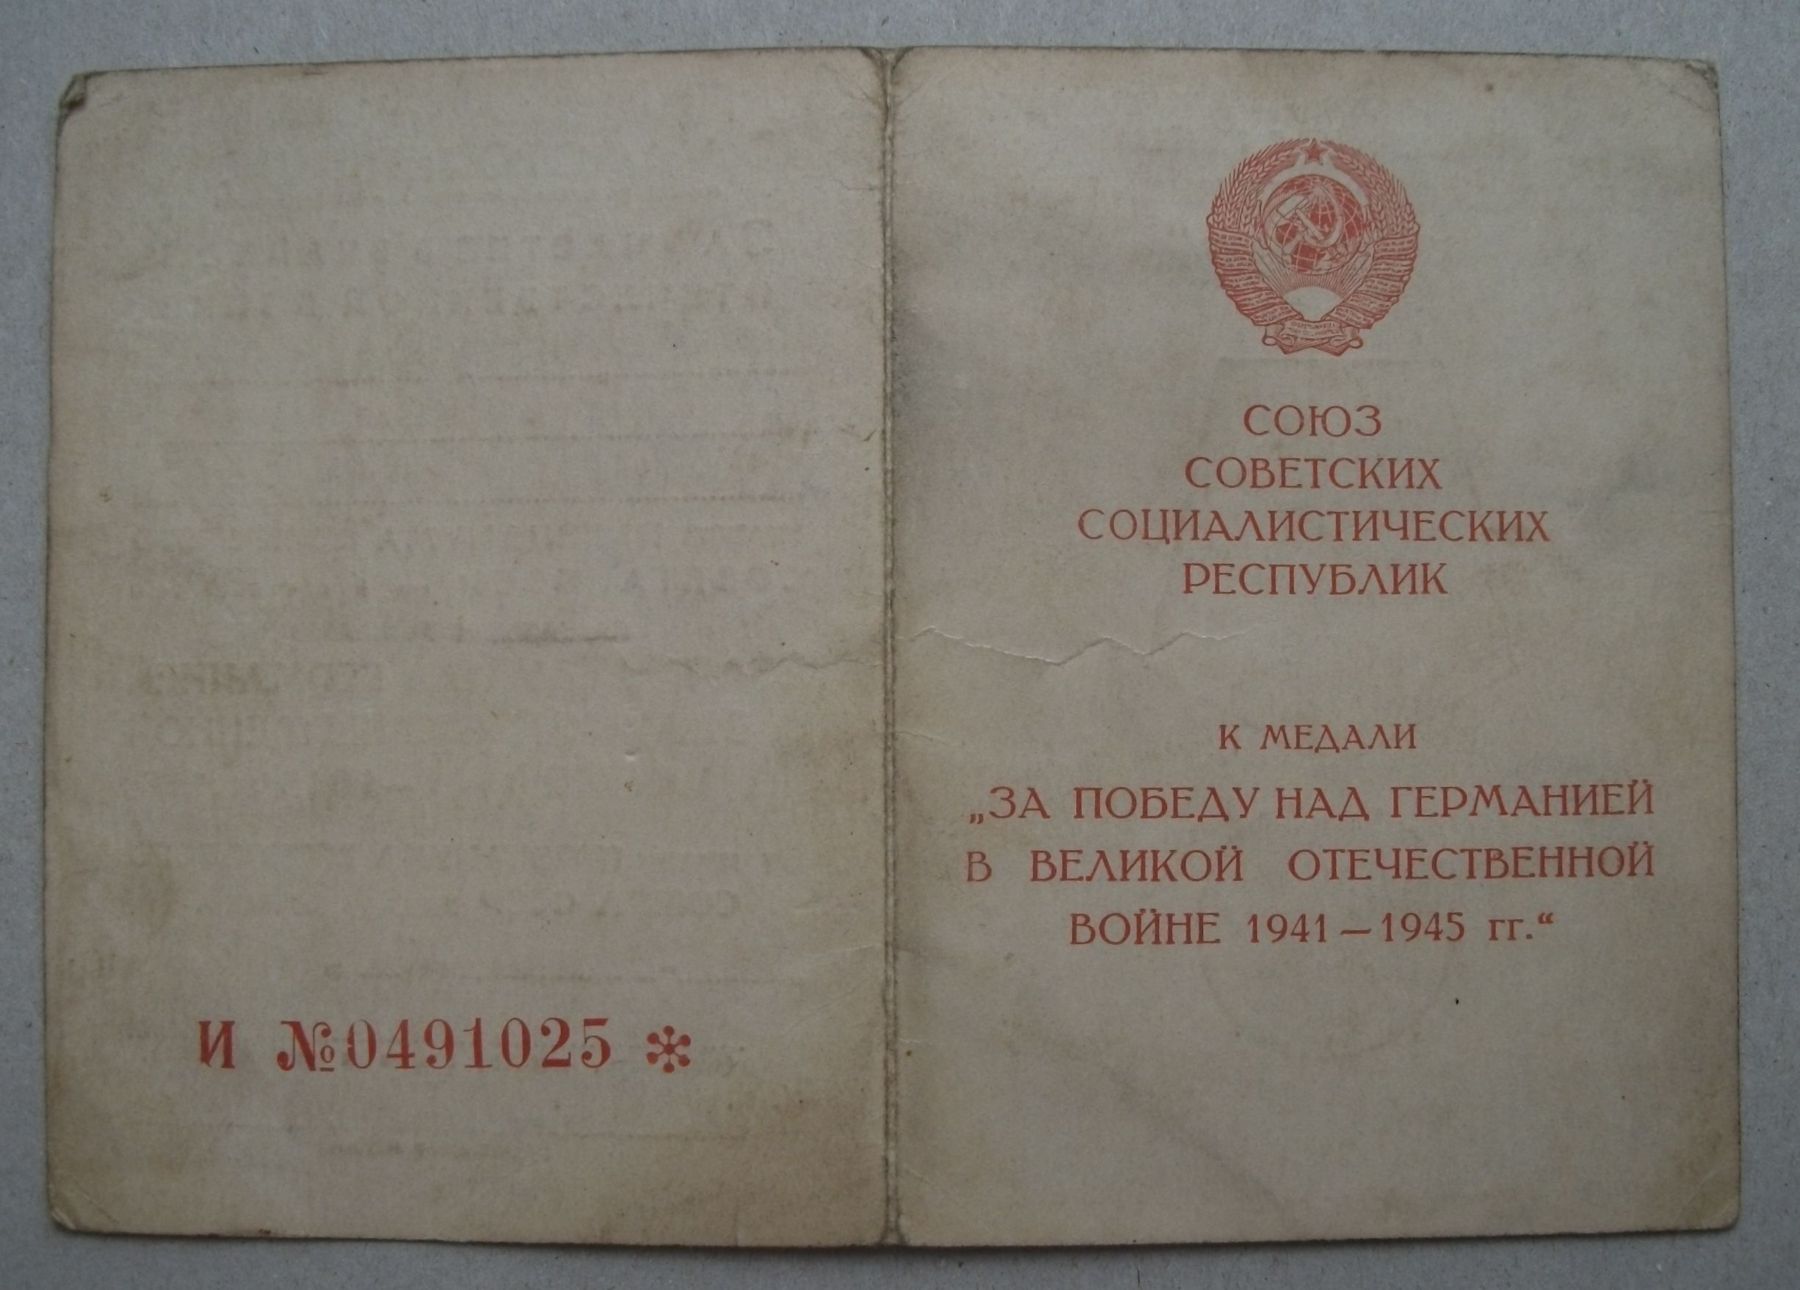 И №0491025 *
СОЮЗ
СОВЕТСКИХ
СОЦИАЛИСТИЧЕСКИХ
РЕСПУБЛИК
К МЕДАЛИ
„ЗА ПОБЕДУ НАД ГЕРМАНИЕЙ
В ВЕЛИКОЙ ОТЕЧЕСТВЕННОЙ
ВОЙНЕ 1941—1945 гг.“